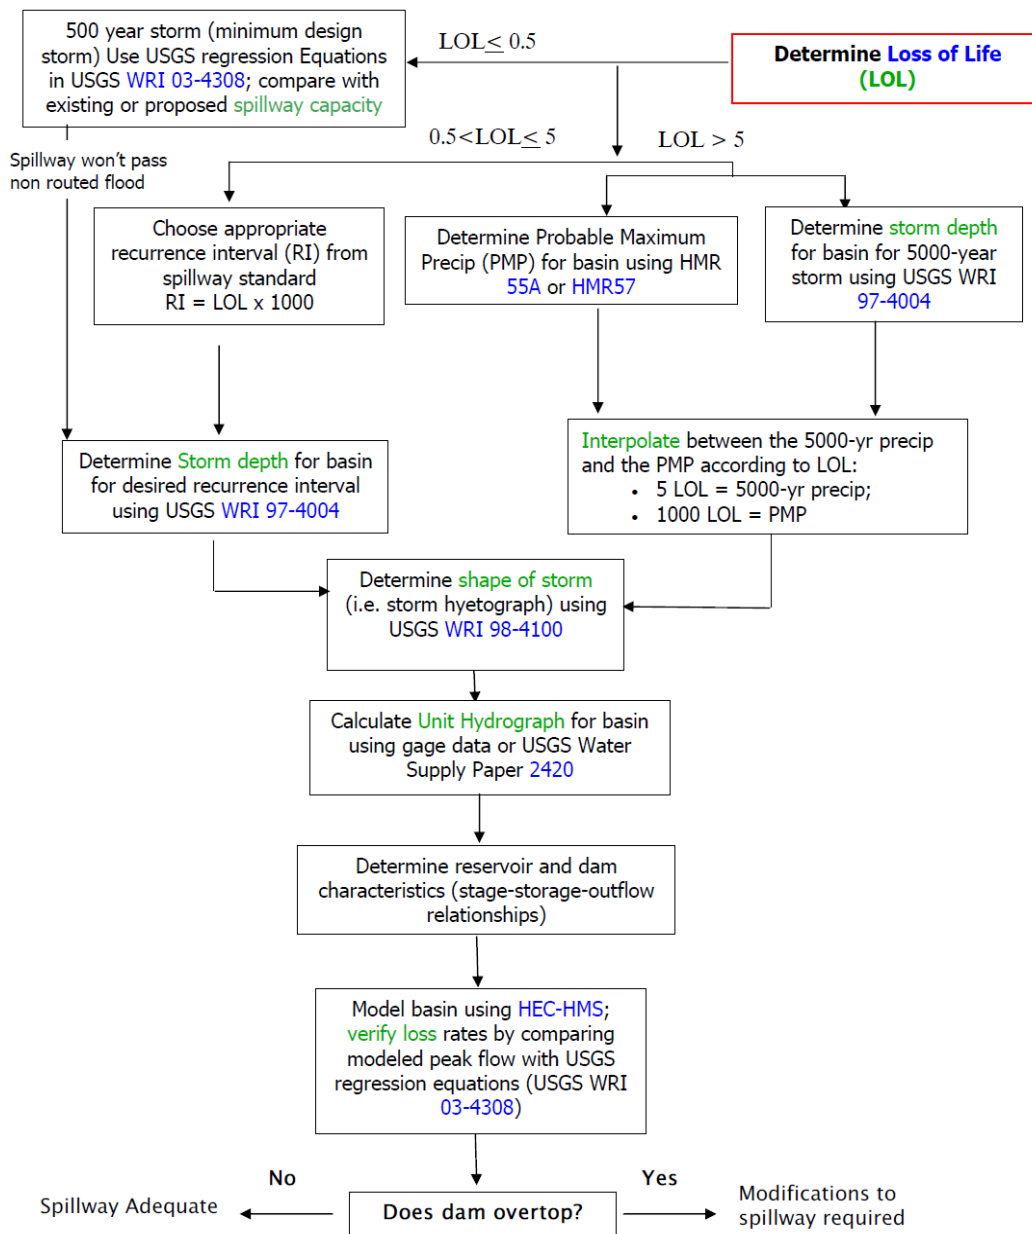 500 year storm (minimum design
storm) Use USGS regression Equations
in USGS WRI 03-4308; compare with
existing or proposed spillway capacity
LOL≤ 0.5
Determine Loss of Life
(LOL)
0.5<LOL≤ 5
LOL > 5
Spillway won't pass
non routed flood
Choose appropriate
recurrence interval (RI) from
spillway standard
RI = LOL x 1000
Determine Probable Maximum
Precip (PMP) for basin using HMR
55A or HMR57
Determine storm depth
for basin for 5000-year
storm using USGS WRI
97-4004
Determine Storm depth for basin
for desired recurrence interval
using USGS WRI 97-4004
Interpolate between the 5000-yr precip
and the PMP according to LOL:
• 5 LOL = 5000-yr precip;
• 1000 LOL = PMP
Determine shape of storm
(i.e. storm hyetograph) using
USGS WRI 98-4100
Calculate Unit Hydrograph for basin
using gage data or USGS Water
Supply Paper 2420
Determine reservoir and dam
characteristics (stage-storage-outflow
relationships)
Model basin using HEC-HMS;
verify loss rates by comparing
modeled peak flow with USGS
regression equations (USGS WRI
03-4308)
No
Yes
Spillway Adequate
Does dam overtop?
Modifications to
spillway required